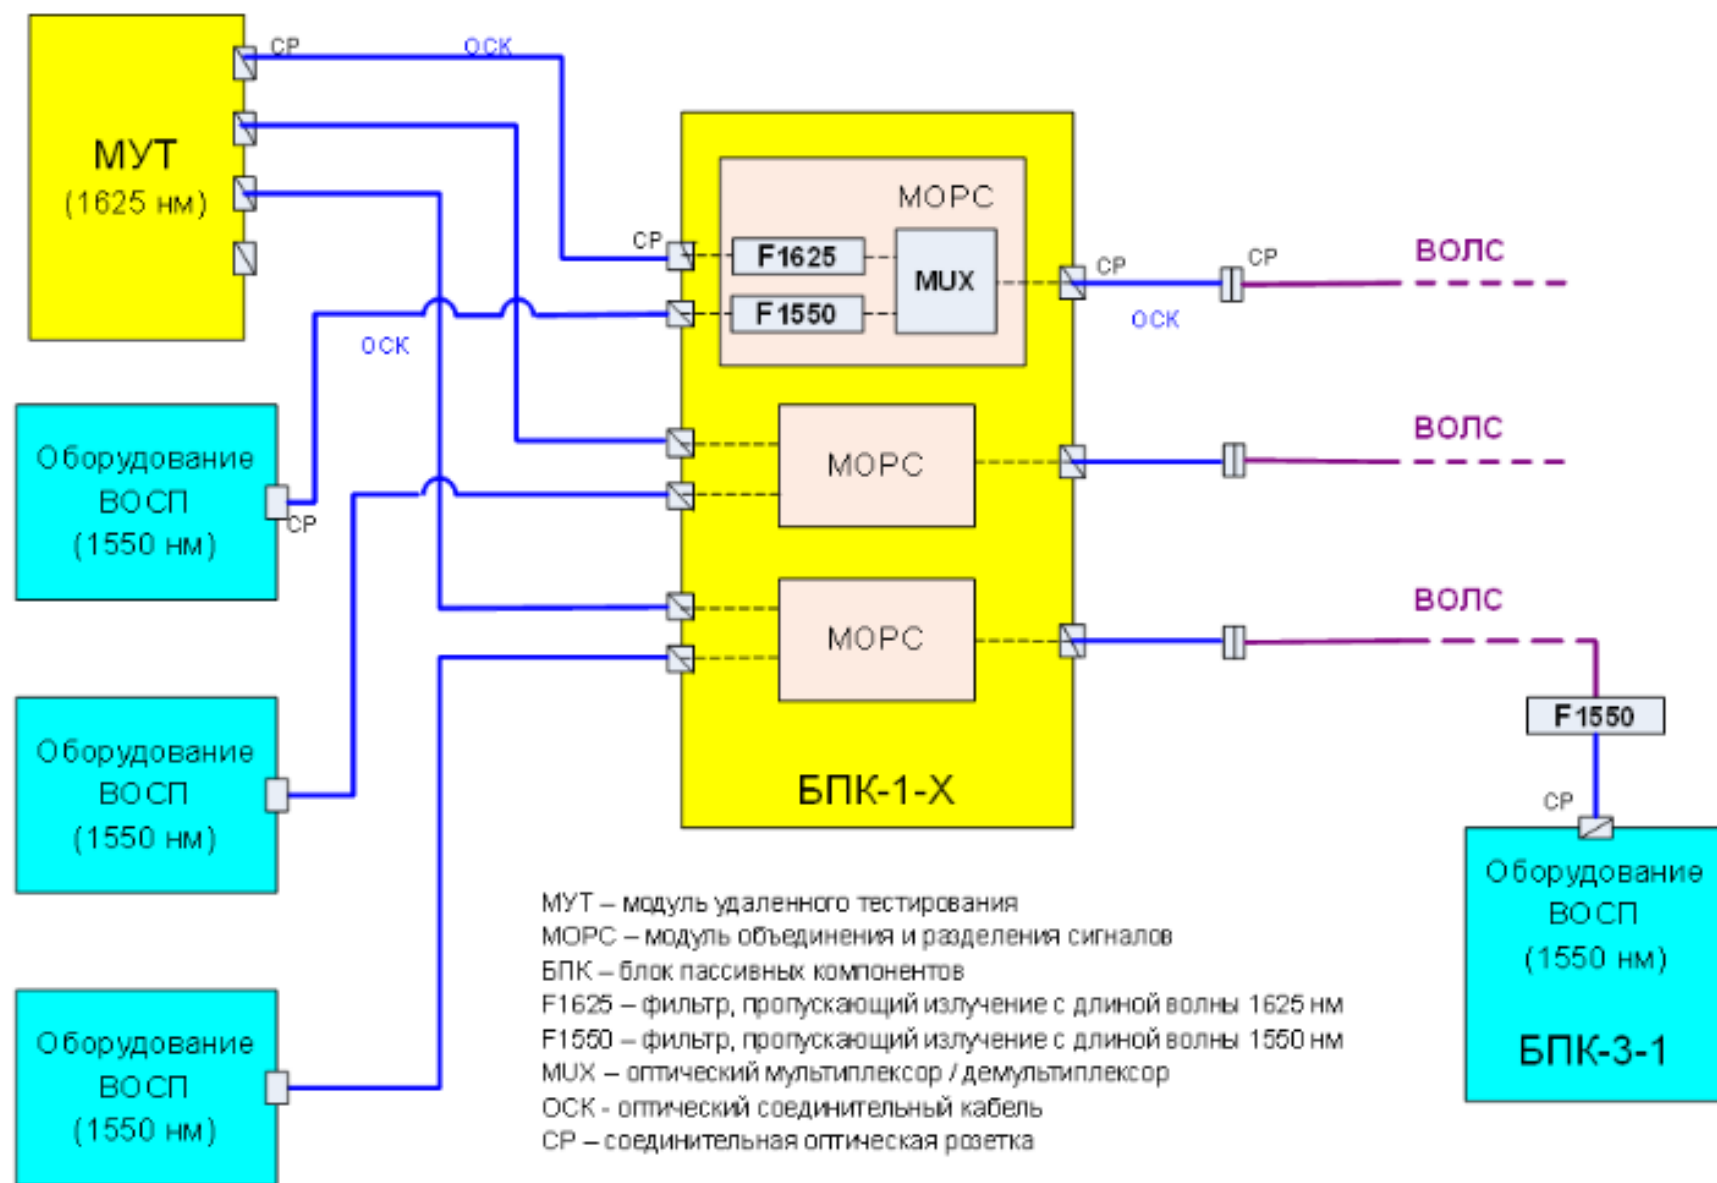 СР
ОСК
МУТ
(1625 нм)
МОРС
СР
F1625
MUX
F1550
СР
ОСК
СР
ВОЛС
ОСК
Оборудование
ВОСП
(1550 нм)
СР
МОРС
ВОЛС
МОРС
ВОЛС
Оборудование
ВОСП
(1550 нм)
БПК-1-Х
F1550
СР
Оборудование
ВОСП
(1550 нм)
БПК-3-1
Оборудование
ВОСП
(1550 нм)
МУТ – модуль удаленного тестирования
МОРС – модуль объединения и разделения сигналов
БПК – блок пассивных компонентов
F1625 – фильтр, пропускающий излучение с длиной волны 1625 нм
F1550 – фильтр, пропускающий излучение с длиной волны 1550 нм
MUX – оптический мультиплексор / демультиплексор
ОСК - оптический соединительный кабель
СР – соединительная оптическая розетка